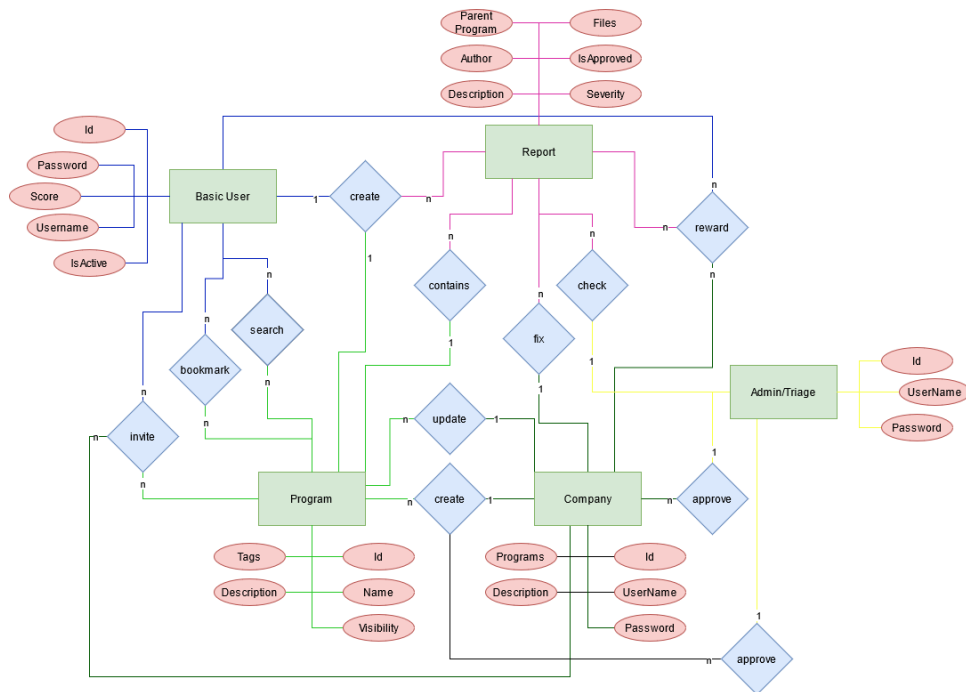 Parent
Program
Files
Author
IsApproved
Description
Severity
Id
Password
Score
Username
IsActive
Basic User
1
create
n
Report
n
n
reward
1
n
contains
1
n
check
1
n
fix
1
n
search
n
n
bookmark
n
n
n
invite
n
n
update
1
Admin/Triage
Id
UserName
Password
Program
n
create
1
Company
n
approve
1
n
Tags
Id
Description
Name
Visibility
Programs
Id
Description
UserName
Password
1
n
approve